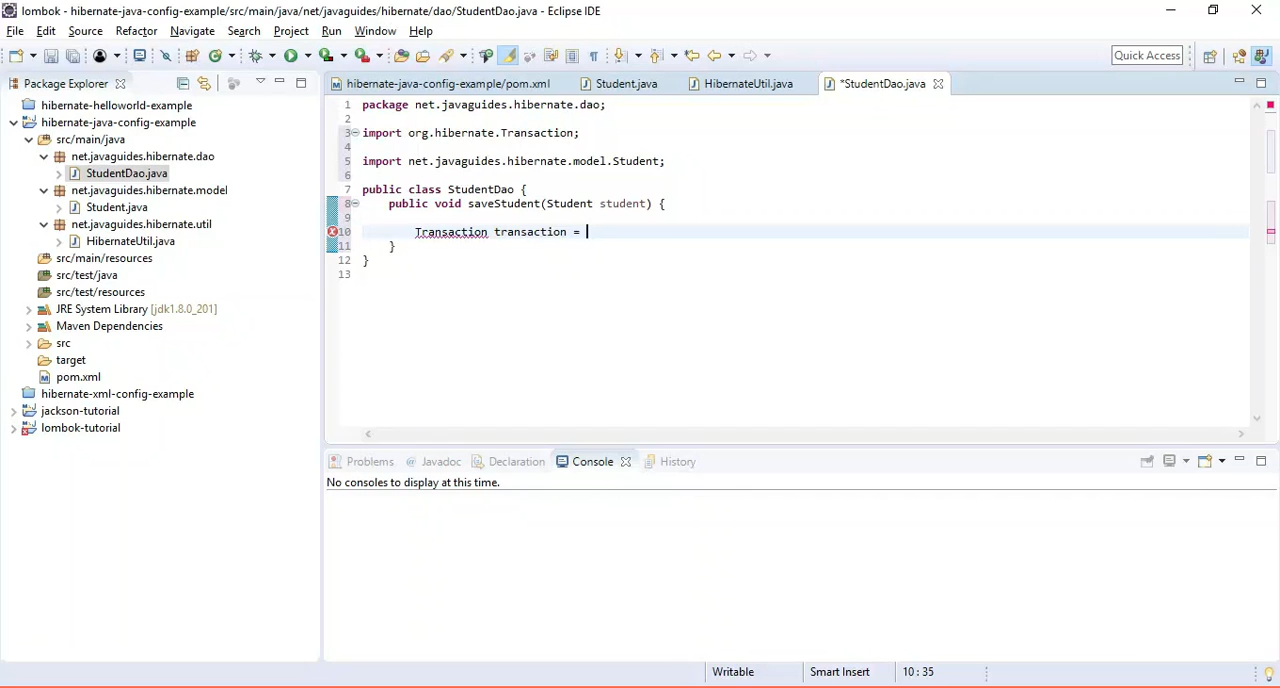 lombok - hibernate-java-config-example/src/main/java/net/javaguides/hibernate/dao/StudentDao.java - Eclipse IDE
File Edit Source Refactor Navigate Search Project Run Window Help
Quick Access
Package Explorer
hibernate-java-config-example/pom.xml Student.java HibernateUtil.java *StudentDao.java
hibernate-helloworld-example
hibernate-java-config-example
src/main/java
net.javaguides.hibernate.dao
StudentDao.java
net.javaguides.hibernate.model
Student.java
net.javaguides.hibernate.util
HibernateUtil.java
src/main/resources
src/test/java
src/test/resources
JRE System Library [jdk1.8.0_201]
Maven Dependencies
src
target
pom.xml
hibernate-xml-config-example
jackson-tutorial
lombok-tutorial
1 package net.javaguides.hibernate.dao;
2
3 import org.hibernate.Transaction;
4
5 import net.javaguides.hibernate.model.Student;
6
7 public class StudentDao {
8 public void saveStudent(Student student) {
9
10 Transaction transaction =
11 }
12 }
13
Problems @ Javadoc Declaration Console History
No consoles to display at this time.
Writable Smart Insert 10 : 35